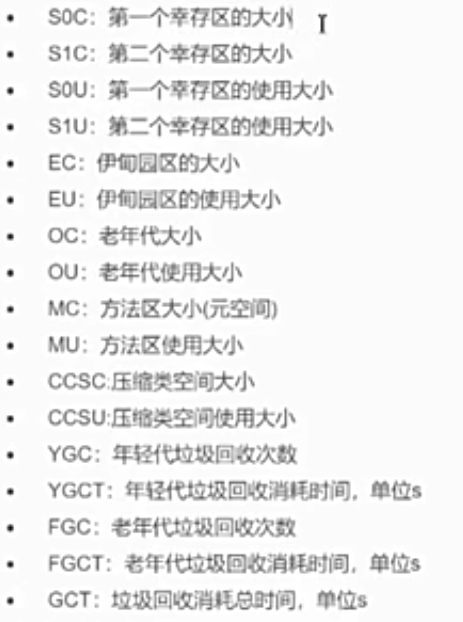 • S0C：第一个幸存区的大小
• S1C：第二个幸存区的大小
• S0U：第一个幸存区的使用大小
• S1U：第二个幸存区的使用大小
• EC：伊甸园区的大小
• EU：伊甸园区的使用大小
• OC：老年代大小
• OU：老年代使用大小
• MC：方法区大小(元空间)
• MU：方法区使用大小
• CCSC:压缩类空间大小
• CCSU:压缩类空间使用大小
• YGC：年轻代垃圾回收次数
• YGCT：年轻代垃圾回收消耗时间，单位s
• FGC：老年代垃圾回收次数
• FGCT：老年代垃圾回收消耗时间，单位s
• GCT：垃圾回收消耗总时间，单位s